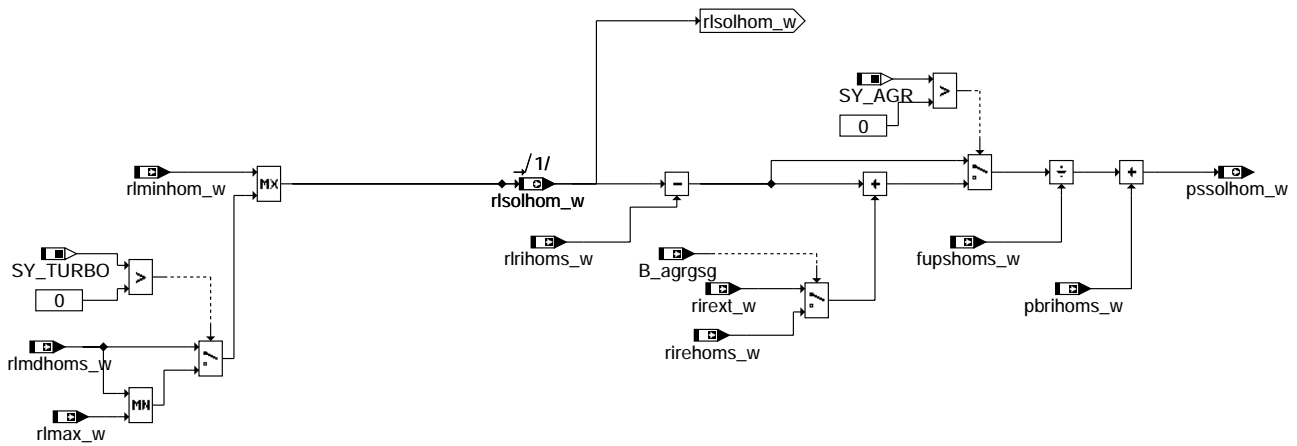 rlsolhom_w
SY_AGR
>
0
/1/
rlminhom_w
MX
rlsolhom_w
-
+
÷
+
pssolhom_w
rlrihoms_w
B_agrgsg
fupshoms_w
SY_TURBO
>
0
rirext_w
pbrihoms_w
rirehoms_w
rlmdhoms_w
MN
rlmax_w